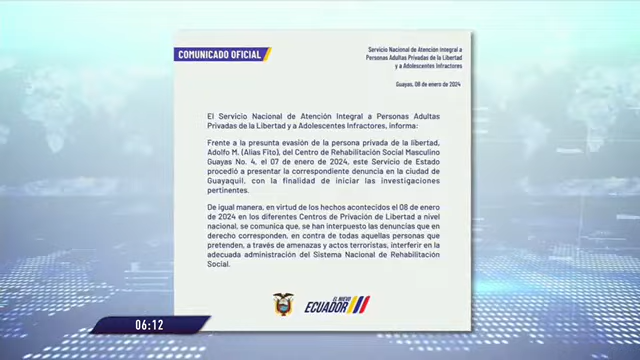 COMUNICADO OFICIAL
Servicio Nacional de Atención Integral a
Personas Adultas Privadas de la Libertad
y a Adolescentes Infractores
Guayas, 08 de enero de 2024
El Servicio Nacional de Atención Integral a Personas Adultas
Privadas de la Libertad y a Adolescentes Infractores, informa:
Frente a la presunta evasión de la persona privada de la libertad,
Adolfo M. (Alias Fito), del Centro de Rehabilitación Social Masculino
Guayas No. 4, el 07 de enero de 2024, este Servicio de Estado
procedió a presentar la correspondiente denuncia en la ciudad de
Guayaquil, con la finalidad de iniciar las investigaciones
pertinentes.
De igual manera, en virtud de los hechos acontecidos el 08 de enero
de 2024 en los diferentes Centros de Privación de Libertad a nivel
nacional, se comunica que, se han interpuesto las denuncias que en
derecho corresponden, en contra de todas aquellas personas que
pretenden, a través de amenazas y actos terroristas, interferir en la
adecuada administración del Sistema Nacional de Rehabilitación
Social.
EL NUEVO
ECUADOR
06:12